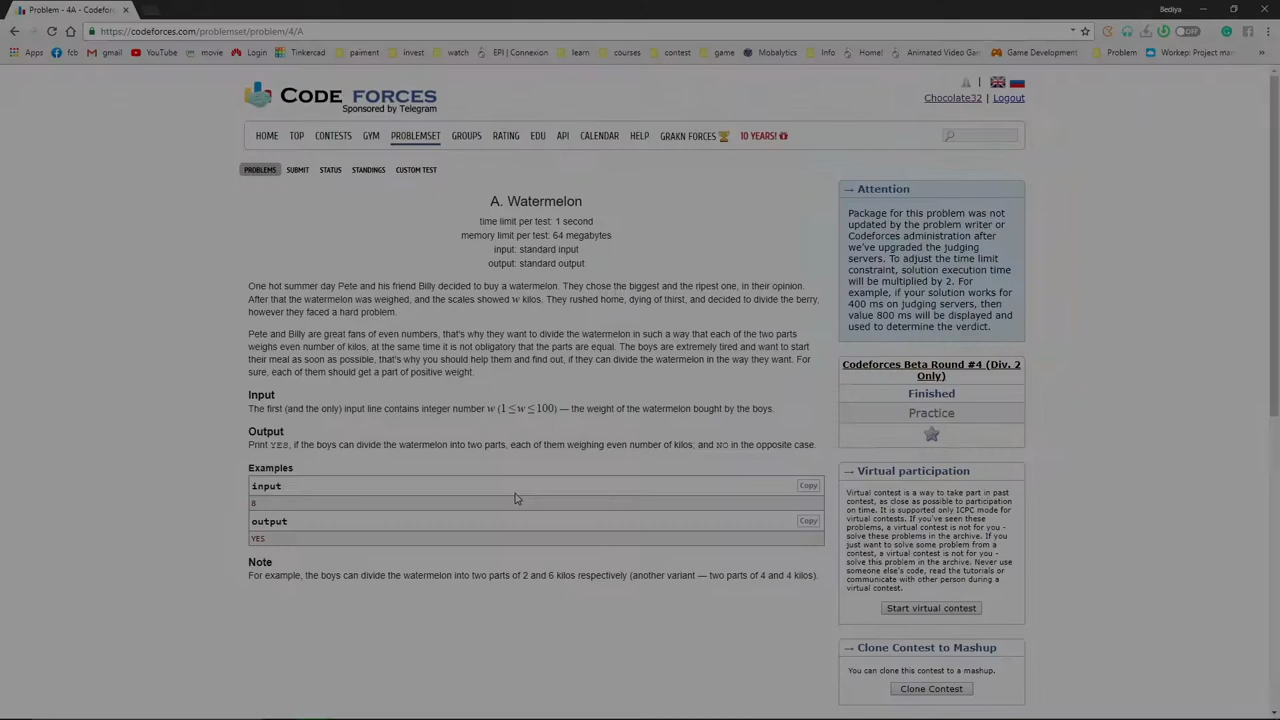 Problem - 4A - Codeforc
Bediya
https://codeforces.com/problemset/problem/4/A
Apps fcb gmail YouTube movie Login Tinkercad paiment invest watch EPI | Connexion learn courses contest game Mobalytics Info Home! Animated Video Gam Game Development Problem Workep: Project man
OFF
CODE FORCES
Sponsored by Telegram
Chocolate32 | Logout
HOME TOP CONTESTS GYM PROBLEMSET GROUPS RATING EDU API CALENDAR HELP GRAKN FORCES 10 YEARS!
PROBLEMS SUBMIT STATUS STANDINGS CUSTOM TEST
A. Watermelon
time limit per test: 1 second
memory limit per test: 64 megabytes
input: standard input
output: standard output
One hot summer day Pete and his friend Billy decided to buy a watermelon. They chose the biggest and the ripest one, in their opinion.
After that the watermelon was weighed, and the scales showed w kilos. They rushed home, dying of thirst, and decided to divide the berry,
however they faced a hard problem.
Pete and Billy are great fans of even numbers, that's why they want to divide the watermelon in such a way that each of the two parts
weighs even number of kilos, at the same time it is not obligatory that the parts are equal. The boys are extremely tired and want to start
their meal as soon as possible, that's why you should help them and find out, if they can divide the watermelon in the way they want. For
sure, each of them should get a part of positive weight.
Input
The first (and the only) input line contains integer number w (1 ≤ w ≤ 100) — the weight of the watermelon bought by the boys.
Output
Print YES, if the boys can divide the watermelon into two parts, each of them weighing even number of kilos; and NO in the opposite case.
Examples
input
Copy
8
output
Copy
YES
Note
For example, the boys can divide the watermelon into two parts of 2 and 6 kilos respectively (another variant — two parts of 4 and 4 kilos).
→ Attention
Package for this problem was not
updated by the problem writer or
Codeforces administration after
we've upgraded the judging
servers. To adjust the time limit
constraint, solution execution time
will be multiplied by 2. For
example, if your solution works for
400 ms on judging servers, then
value 800 ms will be displayed and
used to determine the verdict.
Codeforces Beta Round #4 (Div. 2
Only)
Finished
Practice
→ Virtual participation
Virtual contest is a way to take part in past
contest, as close as possible to participation
on time. It is supported only ICPC mode for
virtual contests. If you've seen these
problems, a virtual contest is not for you -
solve these problems in the archive. If you
just want to solve some problem from a
contest, a virtual contest is not for you -
solve this problem in the archive. Never use
someone else's code, read the tutorials or
communicate with other person during a
virtual contest.
Start virtual contest
→ Clone Contest to Mashup
You can clone this contest to a mashup.
Clone Contest